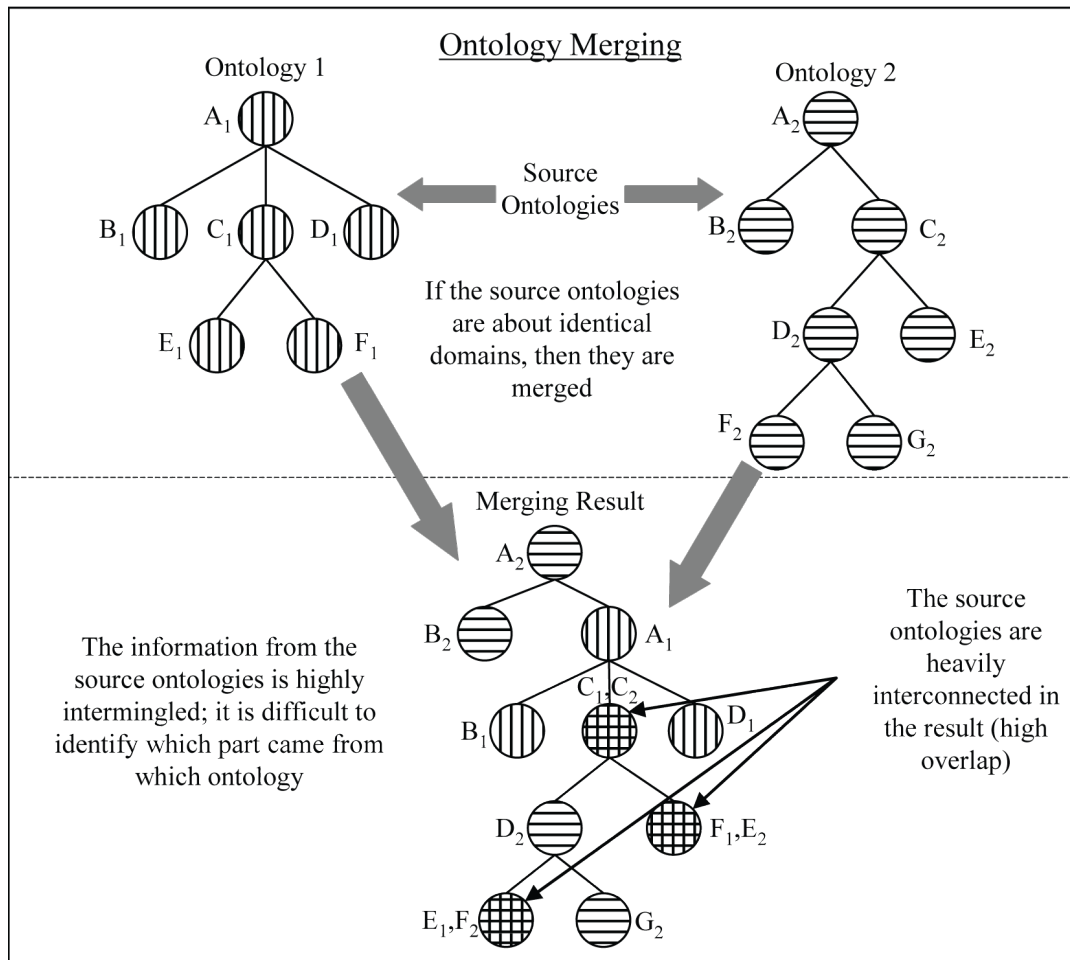 Ontology Merging
Ontology 1
Ontology 2
A₁
A₂
Source
Ontologies
B₁
C₁
D₁
B₂
C₂
If the source ontologies
are about identical
domains, then they are
merged
E₁
F₁
D₂
E₂
F₂
G₂
Merging Result
A₂
B₂
A₁
The information from the
source ontologies is highly
intermingled; it is difficult to
identify which part came from
which ontology
The source
ontologies are
heavily
interconnected in
the result (high
overlap)
C₁,C₂
B₁
D₁
D₂
F₁,E₂
E₁,F₂
G₂